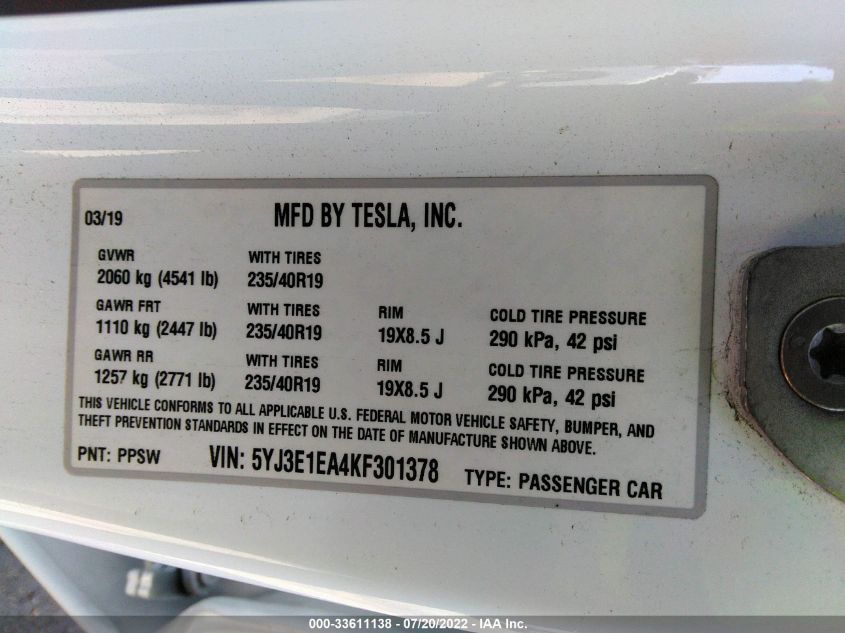 03/19 MFD BY TESLA, INC.
GVWR WITH TIRES
2060 kg (4541 lb) 235/40R19
GAWR FRT WITH TIRES RIM COLD TIRE PRESSURE
1110 kg (2447 lb) 235/40R19 19X8.5 J 290 kPa, 42 psi
GAWR RR WITH TIRES RIM COLD TIRE PRESSURE
1257 kg (2771 lb) 235/40R19 19X8.5 J 290 kPa, 42 psi
THIS VEHICLE CONFORMS TO ALL APPLICABLE U.S. FEDERAL MOTOR VEHICLE SAFETY, BUMPER, AND
THEFT PREVENTION STANDARDS IN EFFECT ON THE DATE OF MANUFACTURE SHOWN ABOVE.
PNT: PPSW VIN: 5YJ3E1EA4KF301378 TYPE: PASSENGER CAR
000-33611138 - 07/20/2022 - IAA Inc.